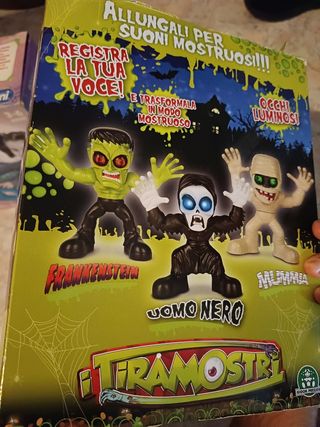 ALLUNGALI PER
SUONI MOSTRUOSI!!!
REGISTRA
LA TUA
VOCE!
E TRASFORMALA
IN MODO
MOSTRUOSO
OCCHI
LUMINOSI
FRANKENSTEIN
UOMO NERO
MUMMIA
i TIRAMOSTRI